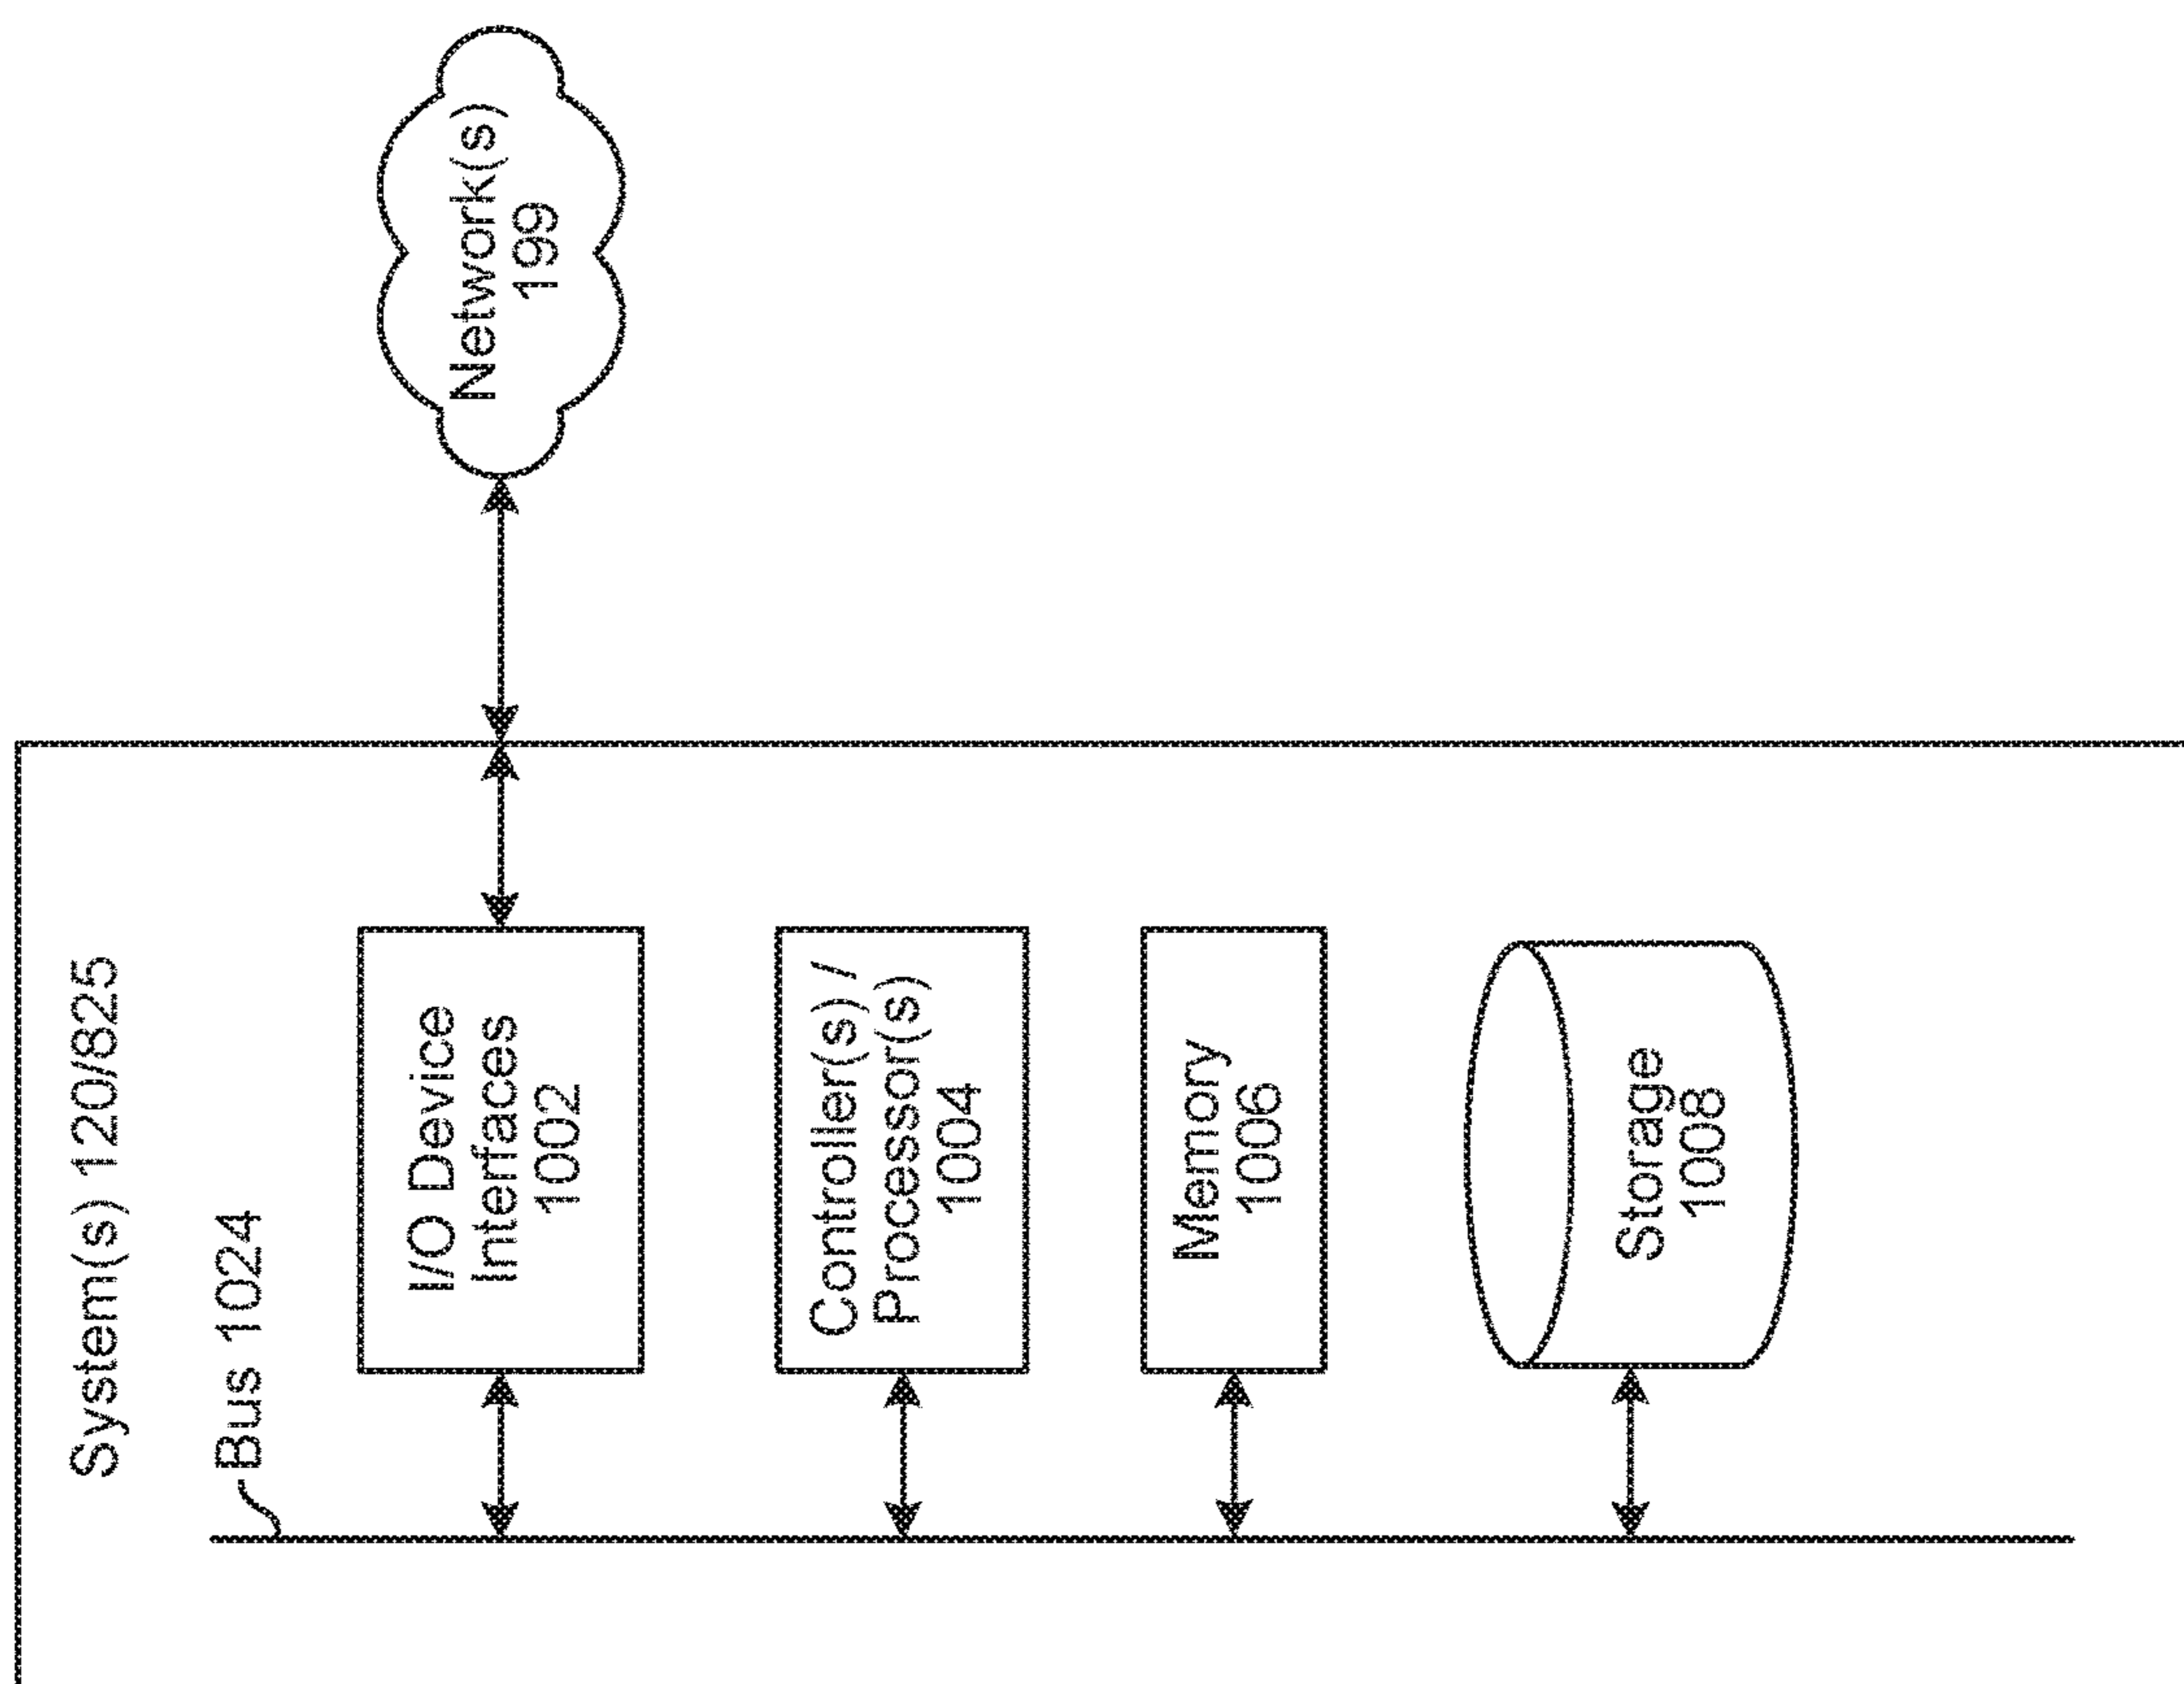 System(s) 120/825
Bus 1024
I/O Device
Interfaces
1002
Network(s)
199
Controller(s) /
Processor(s)
1004
Memory
1006
Storage
1008